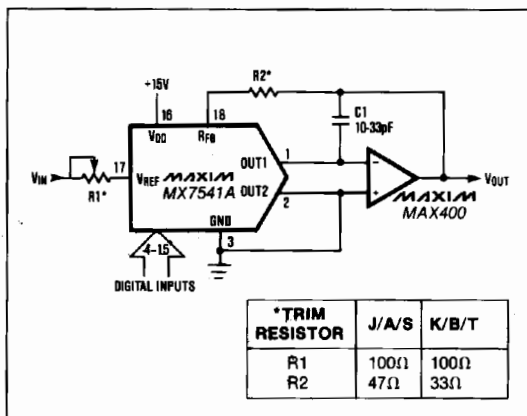 +15V
R2*
16
18
C1
10-33pF
VDD
RFB
VIN
R1*
17
VREF
MAXIM
MX7541A
OUT1
1
OUT2
2
GND
3
4-15
DIGITAL INPUTS
-
+
MAXIM
MAX400
VOUT
*TRIM RESISTOR J/A/S K/B/T
R1 100Ω 100Ω
R2 47Ω 33Ω